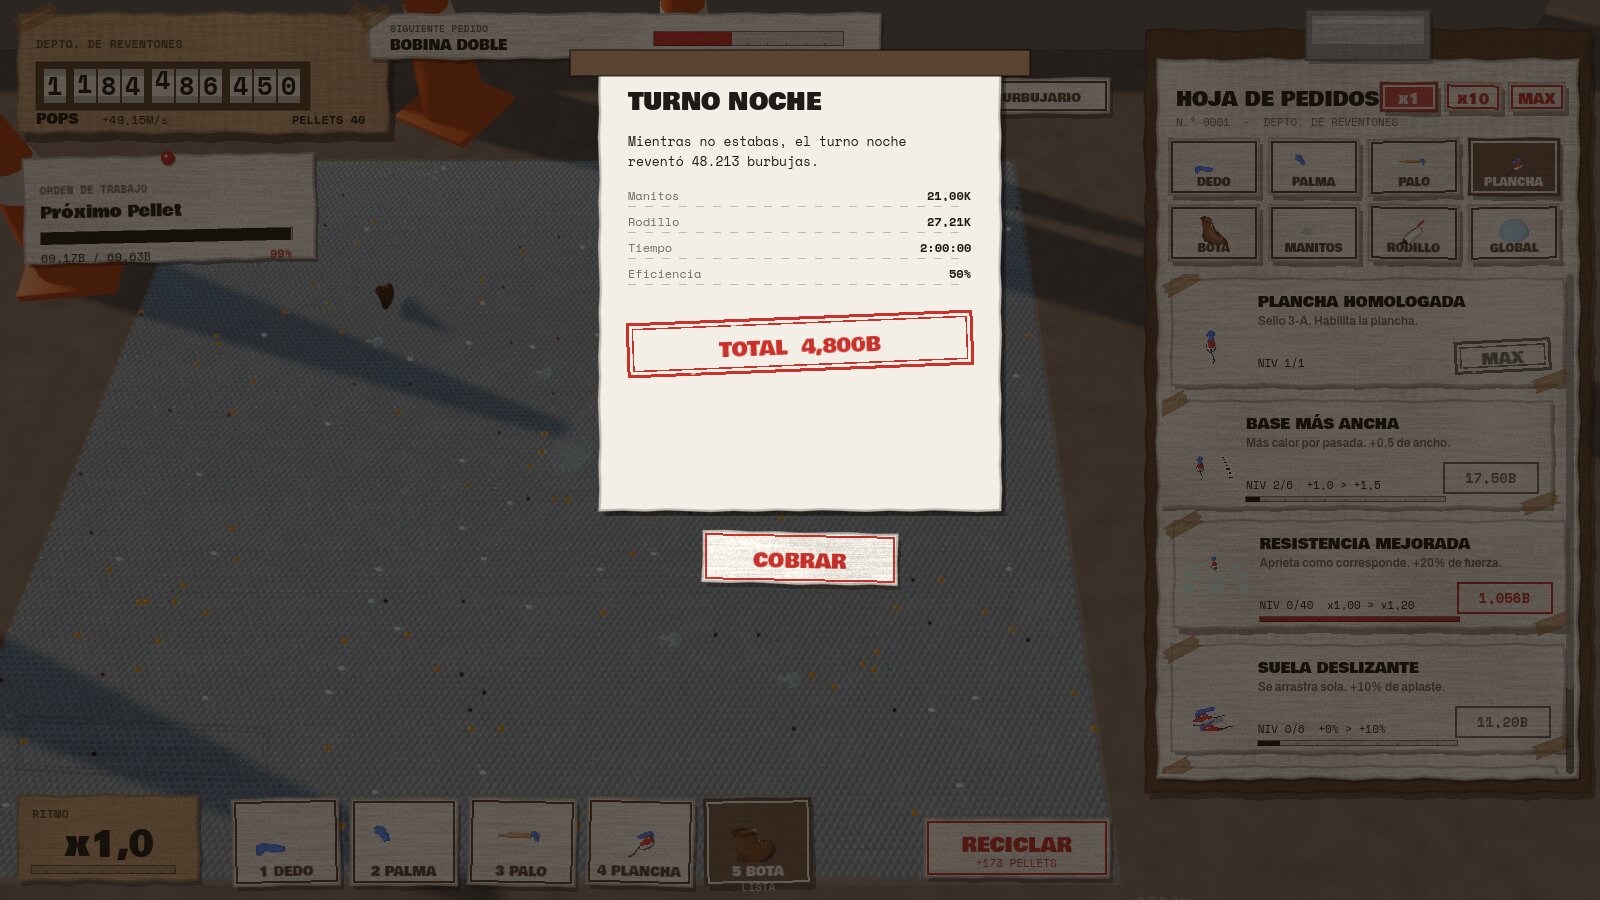 DEPTO. DE REVENTONES
1 184 486 450
POPS +49,15M/s PELLETS 40
SIGUIENTE PEDIDO
BOBINA DOBLE
ORDEN DE TRABAJO
Próximo Pellet
69,17B / 69,63B 99%
TURNO NOCHE
Mientras no estabas, el turno noche
reventó 48.213 burbujas.
Manitos 21,00K
Rodillo 27,21K
Tiempo 2:00:00
Eficiencia 50%
TOTAL 4,800B
COBRAR
URBUJARIO
HOJA DE PEDIDOS x1 x10 MAX
N.° 0001 - DEPTO. DE REVENTONES
DEDO PALMA PALO PLANCHA
BOTA MANITOS RODILLO GLOBAL
PLANCHA HOMOLOGADA
Sello 3-A. Habilita la plancha.
NIV 1/1 MAX
BASE MÁS ANCHA
Más calor por pasada. +0,5 de ancho.
NIV 2/6 +1,0 > +1,5 17,50B
RESISTENCIA MEJORADA
Aprieta como corresponde. +20% de fuerza.
NIV 0/40 x1,00 > x1,20 1,056B
SUELA DESLIZANTE
Se arrastra sola. +10% de aplaste.
NIV 0/6 +0% > +10% 11,20B
RITMO
x1,0
1 DEDO 2 PALMA 3 PALO 4 PLANCHA 5 BOTA
LISTA
RECICLAR
+173 PELLETS